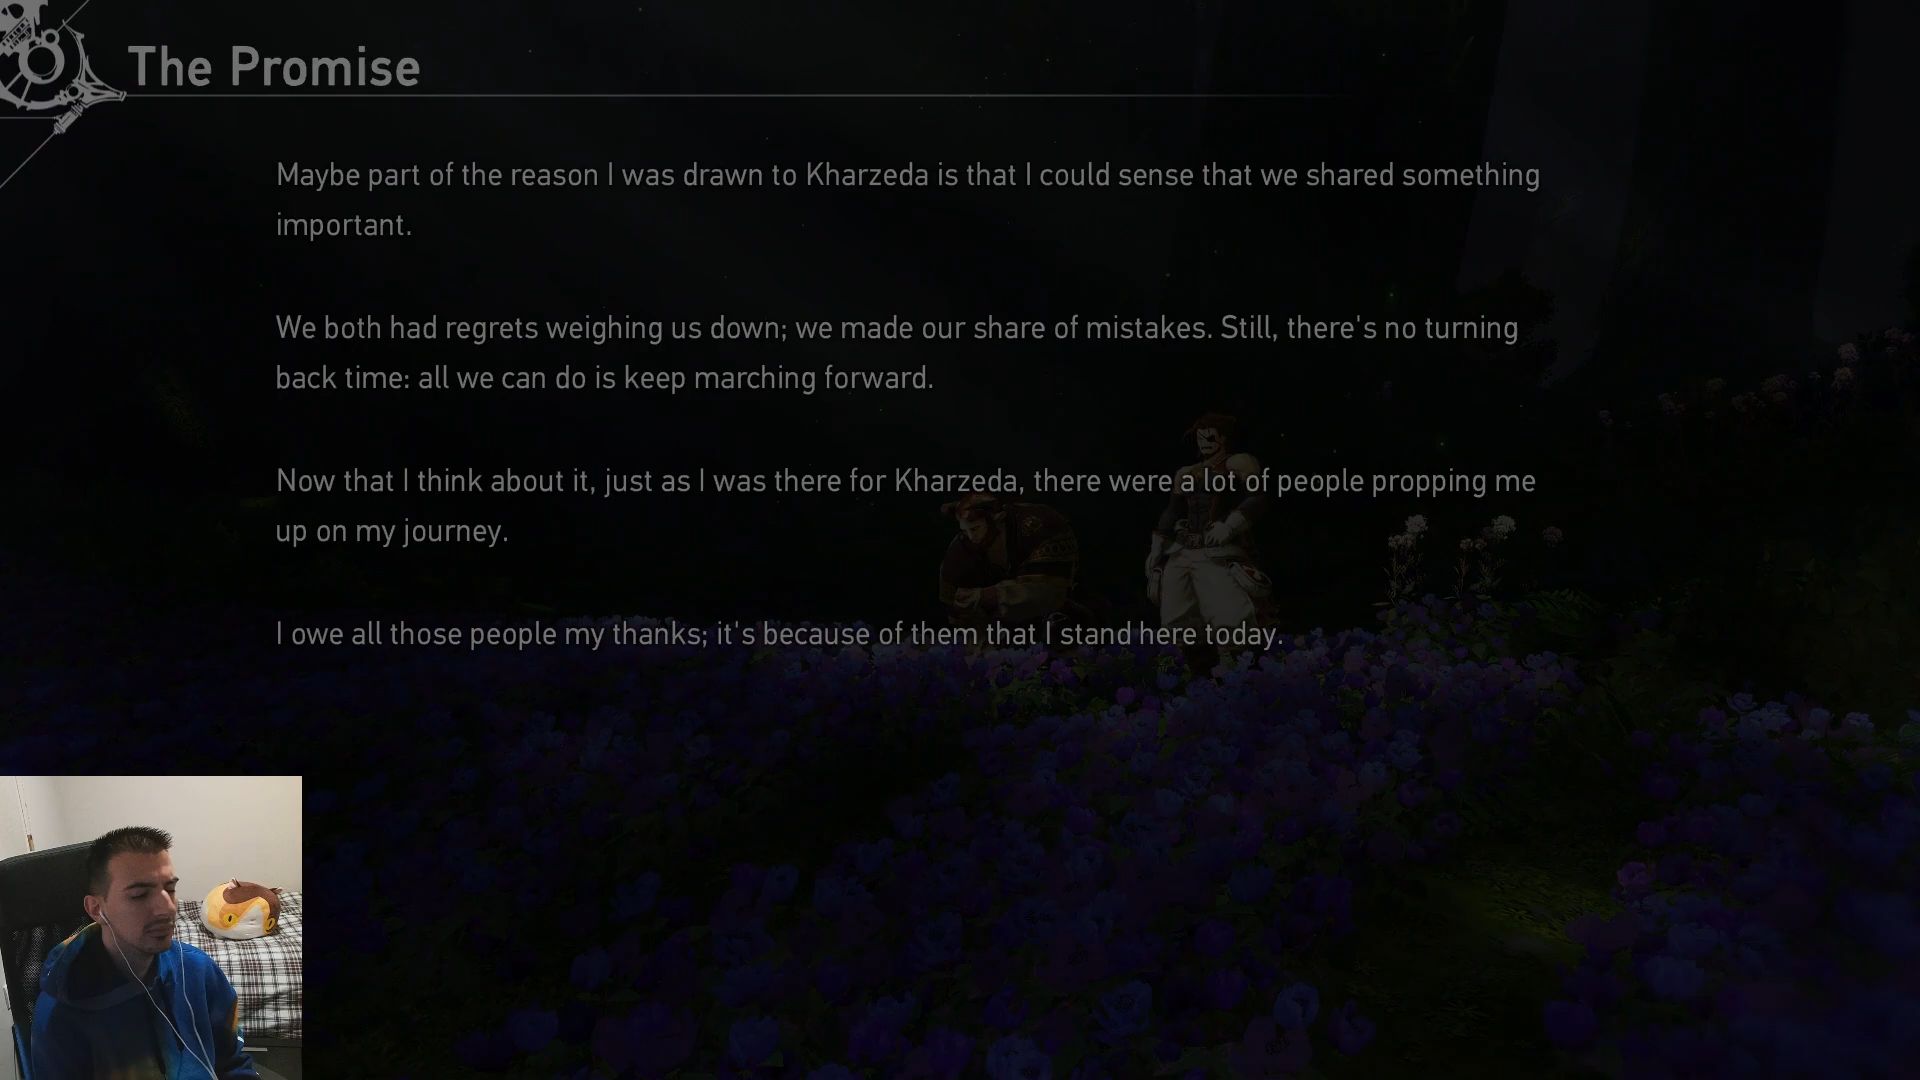 The Promise
Maybe part of the reason I was drawn to Kharzeda is that I could sense that we shared something
important.
We both had regrets weighing us down; we made our share of mistakes. Still, there's no turning
back time: all we can do is keep marching forward.
Now that I think about it, just as I was there for Kharzeda, there were a lot of people propping me
up on my journey.
I owe all those people my thanks; it's because of them that I stand here today.